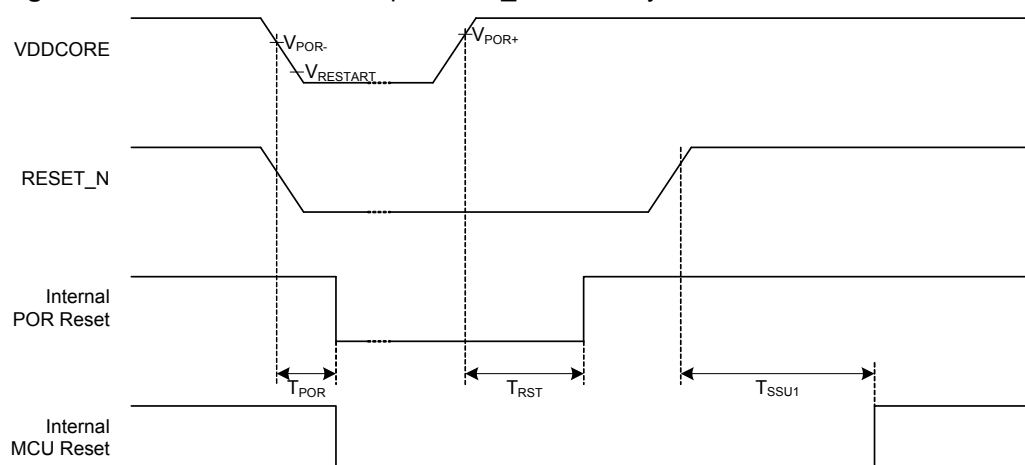 VDDCORE
VPOR-
VRESTART
VPOR+
RESET_N
Internal
POR Reset
TPOR
TRST
TSSU1
Internal
MCU Reset